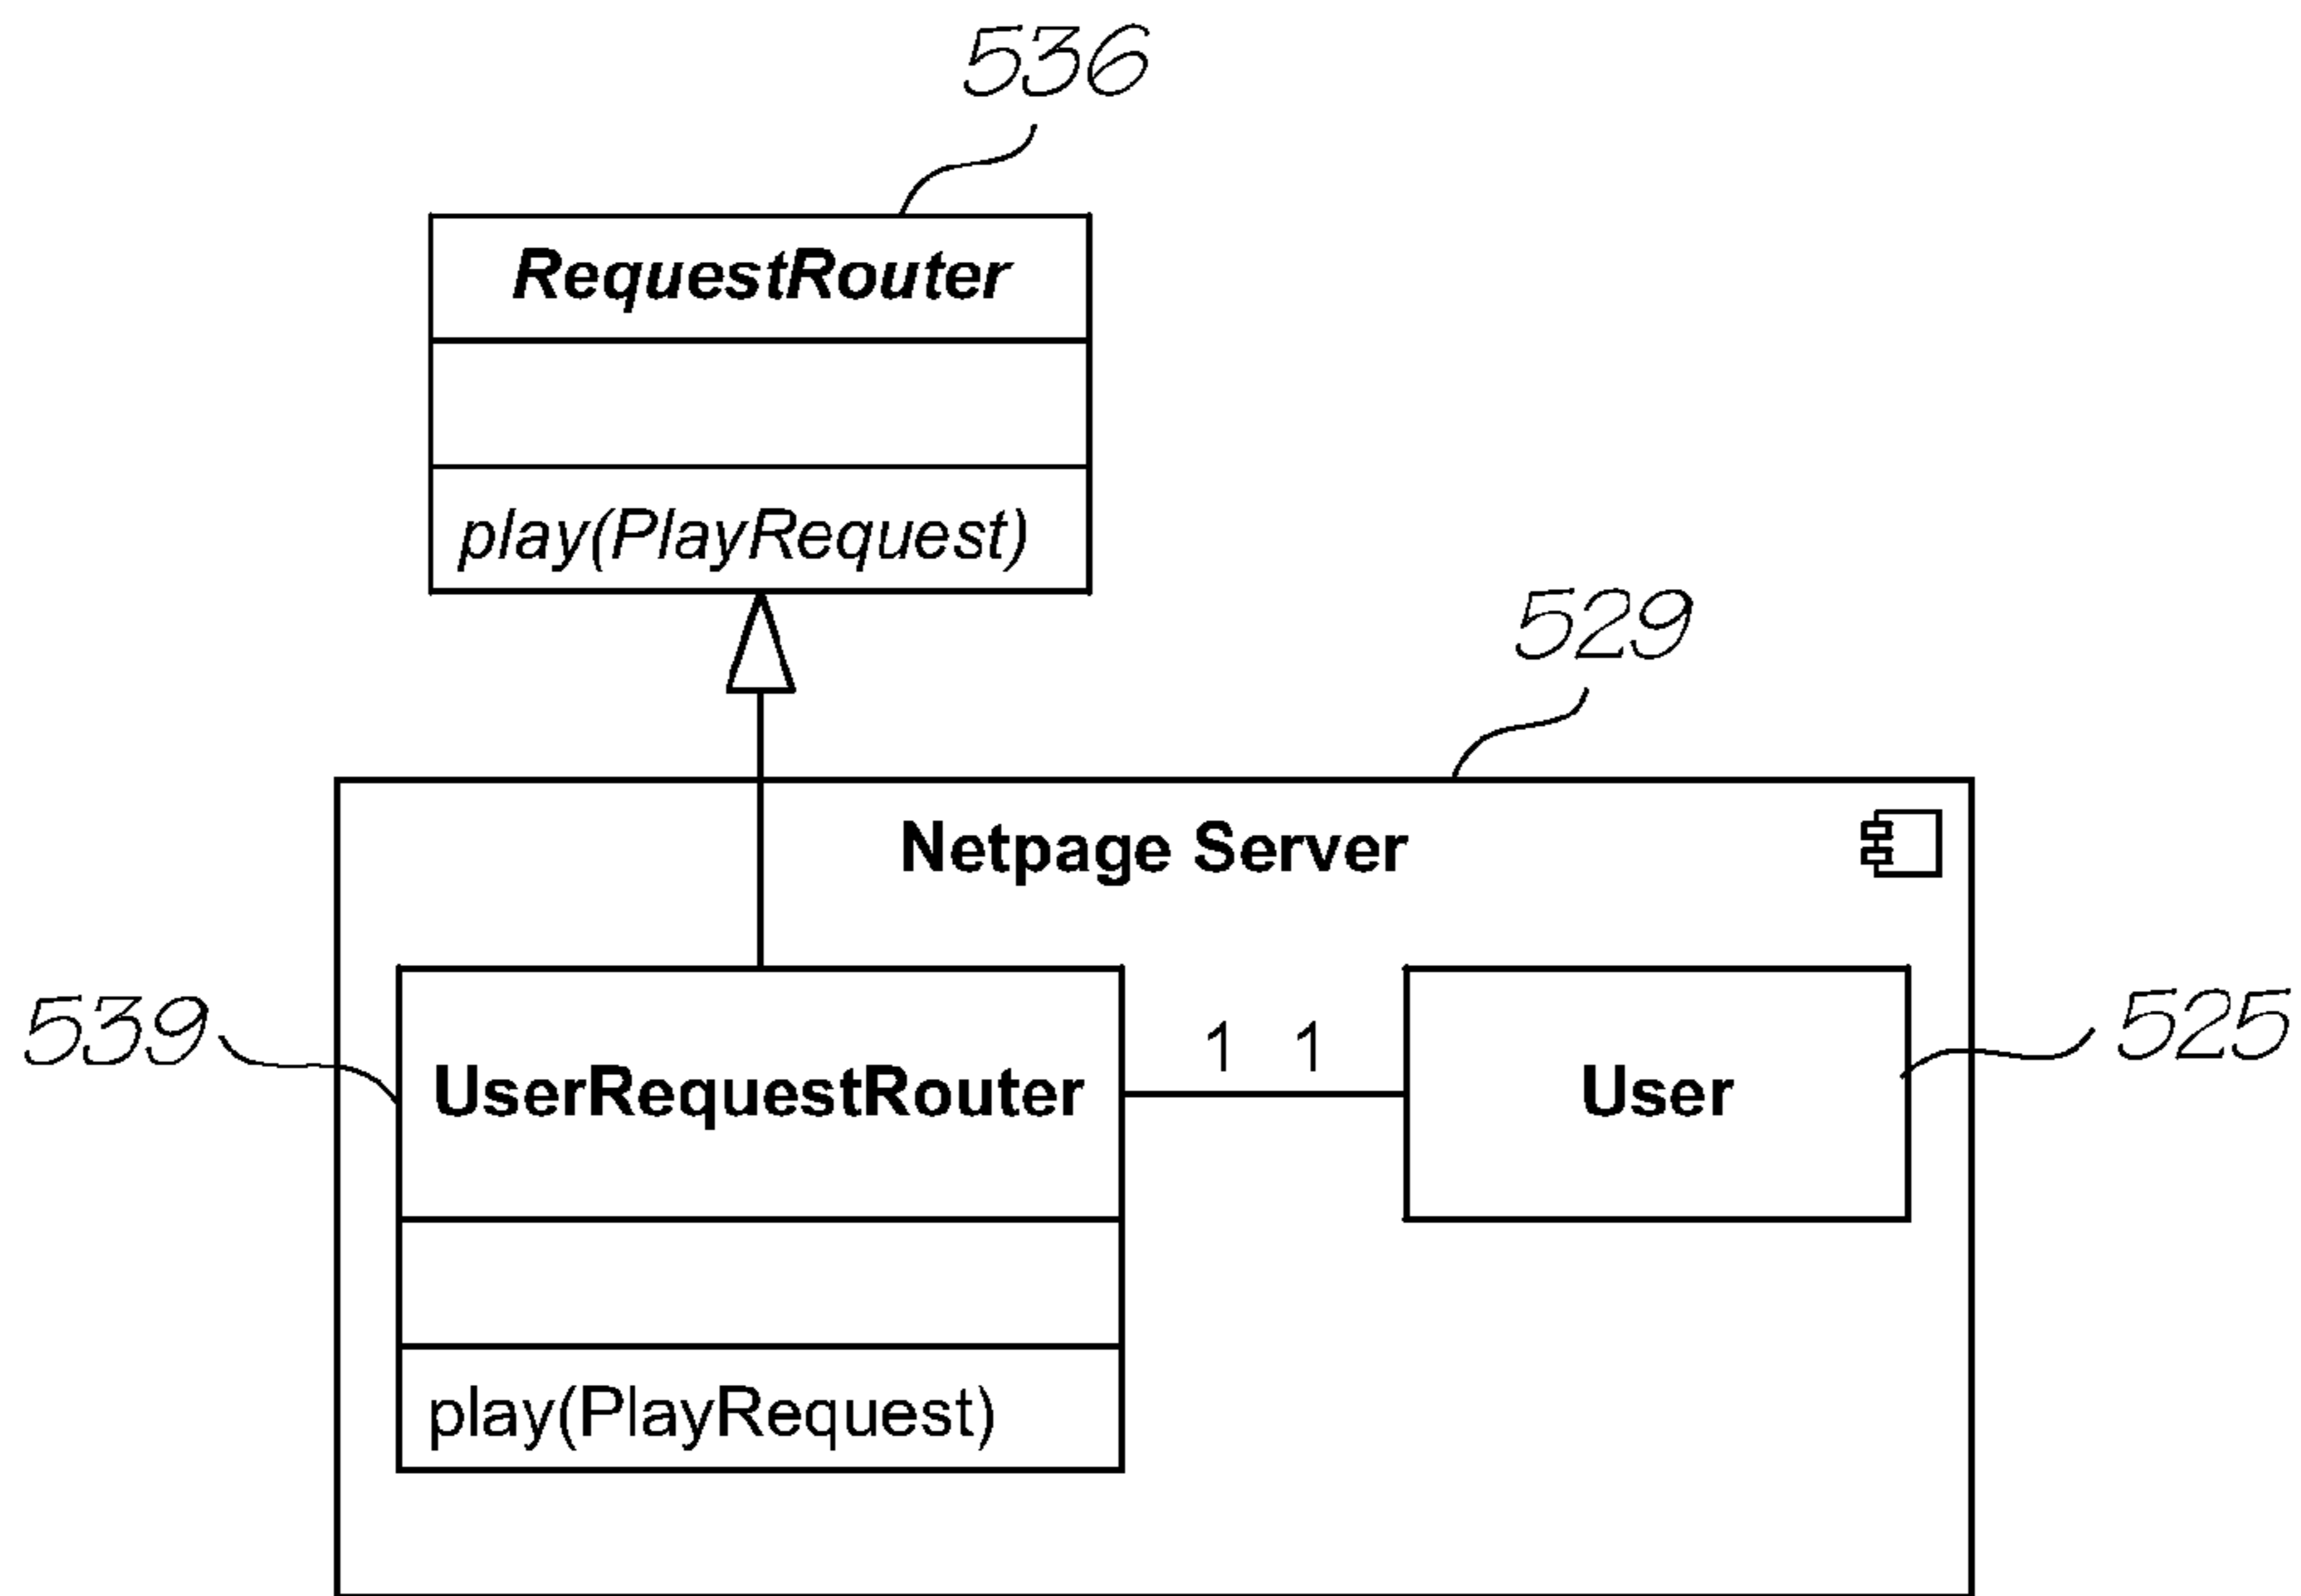 536
RequestRouter
play(PlayRequest)
529
Netpage Server
539
UserRequestRouter
1 1
User
525
play(PlayRequest)